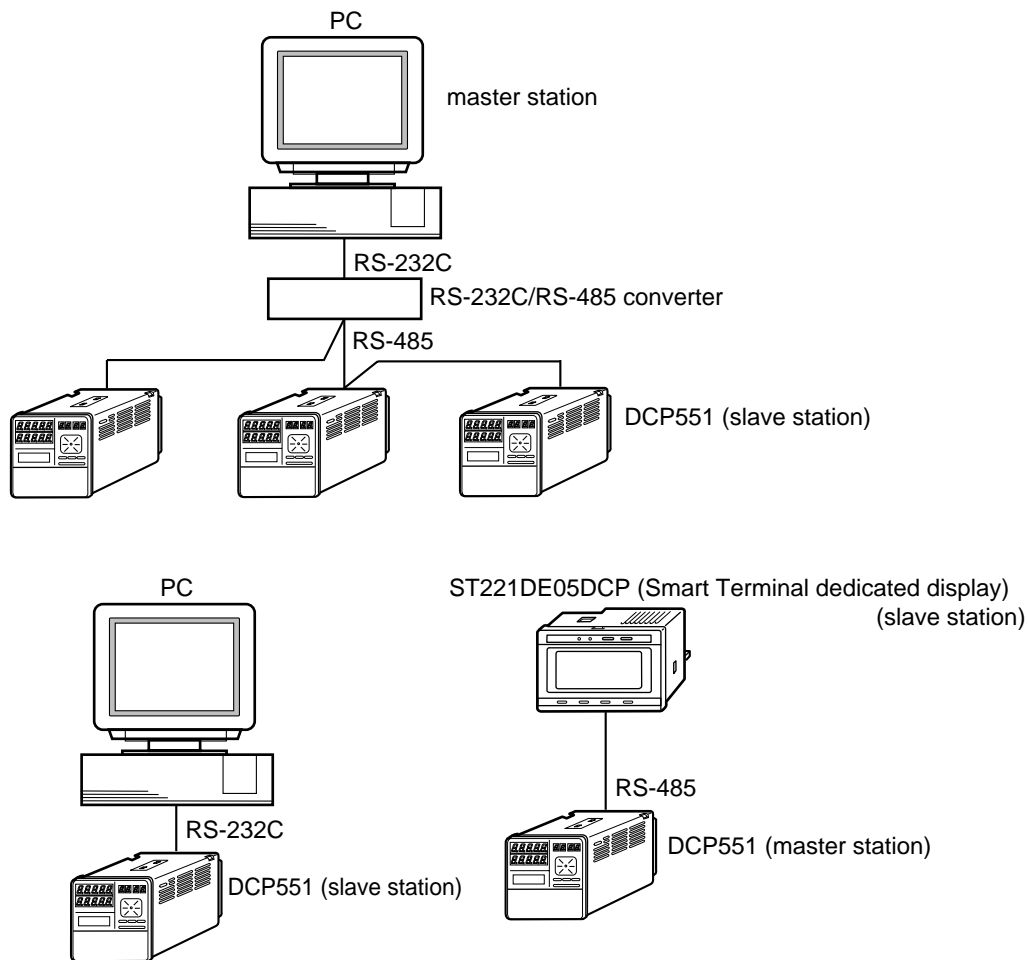 PC
master station
RS-232C
RS-232C/RS-485 converter
RS-485
DCP551 (slave station)
PC
RS-232C
DCP551 (slave station)
ST221DE05DCP (Smart Terminal dedicated display)
(slave station)
RS-485
DCP551 (master station)